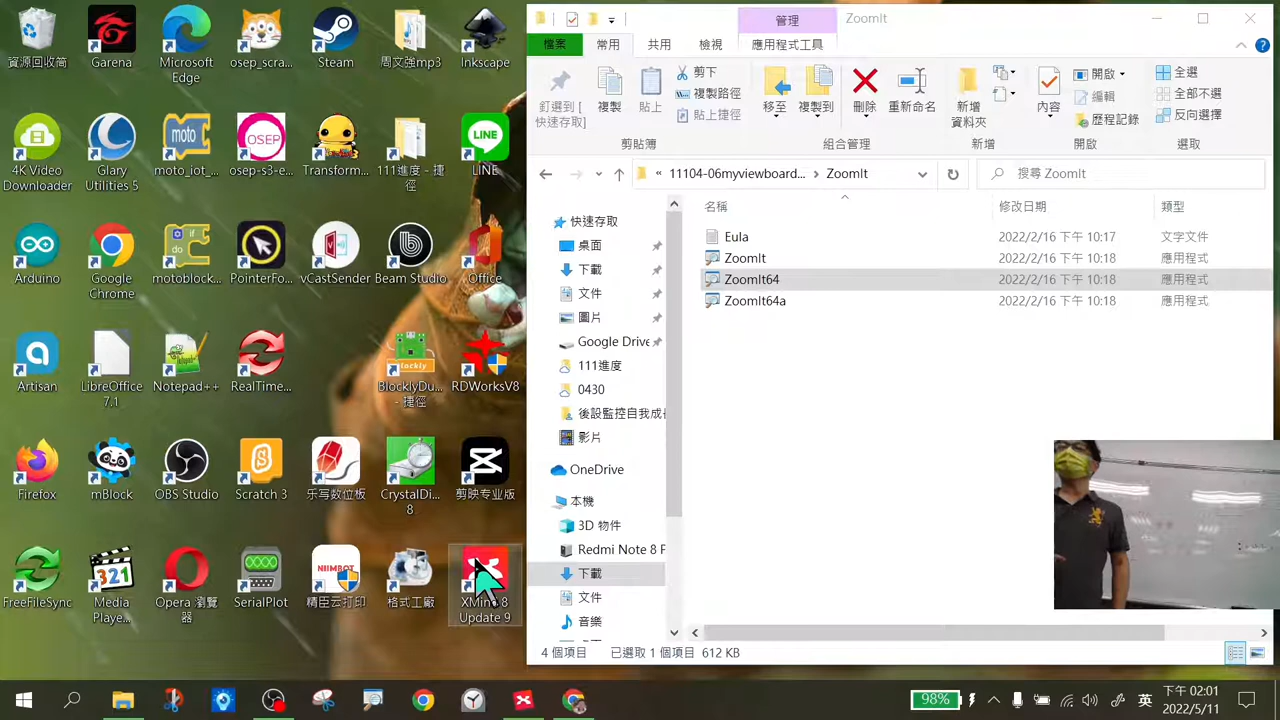 資源回收筒
Garena
Microsoft Edge
osep_scra...
Steam
周文強mp3
Inkscape
4K Video Downloader
Glary Utilities 5
moto_iot_...
osep-s3-e...
Transform...
111進度 - 捷徑
LINE
Arduino
Google Chrome
motoblock...
PointerFo...
vCastSender
Beam Studio
Office
Artisan
LibreOffice 7.1
Notepad++
RealTime...
BlocklyDu... - 捷徑
RDWorksV8
Firefox
mBlock
OBS Studio
Scratch 3
乐写数位板
CrystalDi... 8
剪映专业版
FreeFileSync
Media Playe...
Opera 瀏覽器
SerialPlot
精臣云打印
格式工廠
XMind 8 Update 9
管理
ZoomIt
檔案
常用
共用
檢視
應用程式工具
釘選到 [快速存取]
複製
貼上
剪下
複製路徑
貼上捷徑
剪貼簿
移至
複製到
刪除
重新命名
組合管理
新增資料夾
新增
內容
開啟
編輯
歷程記錄
開啟
全選
全部不選
反向選擇
選取
« 11104-06myviewboard... › ZoomIt
搜尋 ZoomIt
名稱
修改日期
類型
Eula 2022/2/16 下午 10:17 文字文件
ZoomIt 2022/2/16 下午 10:18 應用程式
ZoomIt64 2022/2/16 下午 10:18 應用程式
ZoomIt64a 2022/2/16 下午 10:18 應用程式
快速存取
桌面
下載
文件
圖片
Google Drive
111進度
0430
後設監控自我成
影片
OneDrive
本機
3D 物件
Redmi Note 8 P
下載
文件
音樂
4 個項目 已選取 1 個項目 612 KB
98%
英
下午 02:01
2022/5/11